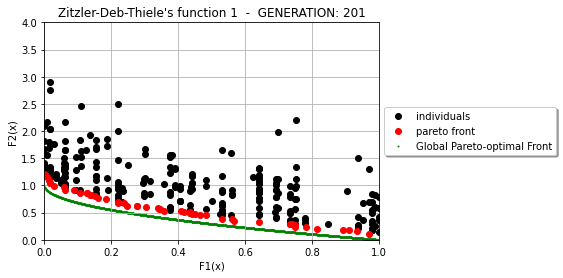 Zitzler-Deb-Thiele's function 1 - GENERATION: 201
4.0
3.5
3.0
2.5
2.0
1.5
1.0
0.5
0.0
F2(x)
0.0 0.2 0.4 0.6 0.8 1.0
F1(x)
individuals
pareto front
Global Pareto-optimal Front